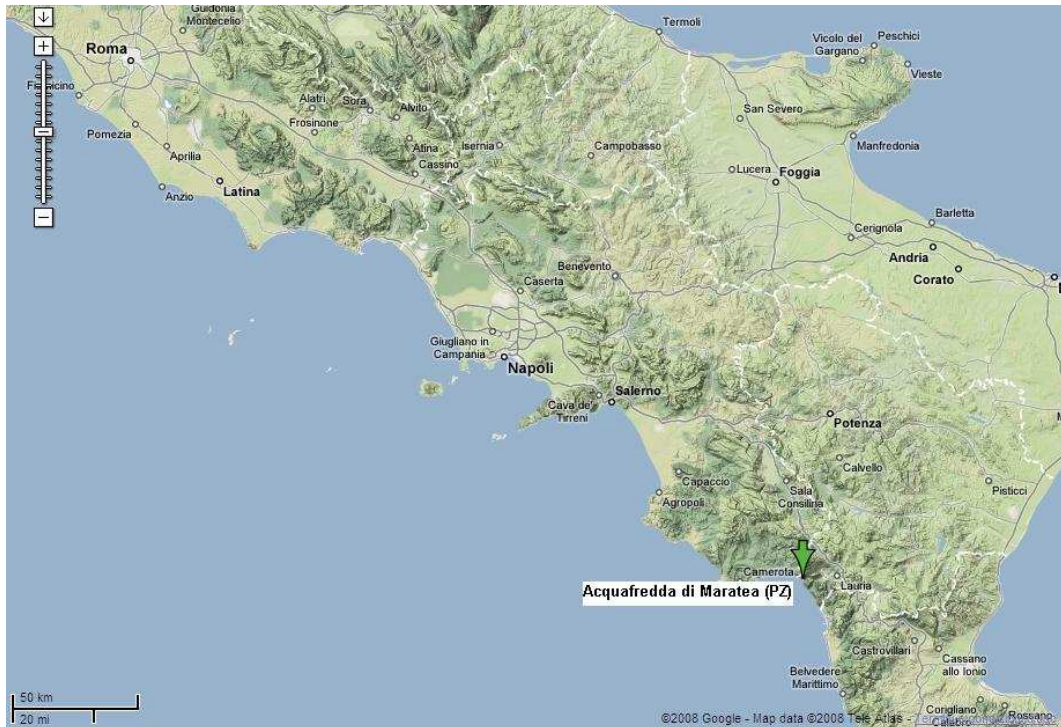 Guidonia
Montecelio
Roma
Termoli
Vicolo del
Gargano
Peschici
Vieste
Alatri
Sora
Alvito
Frosinone
Pomezia
Aprilia
Atina
Isernia
Cassino
Campobasso
San Severo
Manfredonia
Lucera
Foggia
Anzio
Latina
Barletta
Cerignola
Andria
Corato
Benevento
Caserta
Giugliano in
Campania
Napoli
Cava de'
Tirreni
Salerno
Potenza
Calvello
Capaccio
Agropoli
Sala
Consilina
Pisticci
Camerota
Lauria
Acquafredda di Maratea (PZ)
Castrovillari
Cassano
allo Ionio
Belvedere
Marittimo
Corigliano
Calabro
Rossano
50 km
20 mi
©2008 Google - Map data ©2008 Tele Atlas -